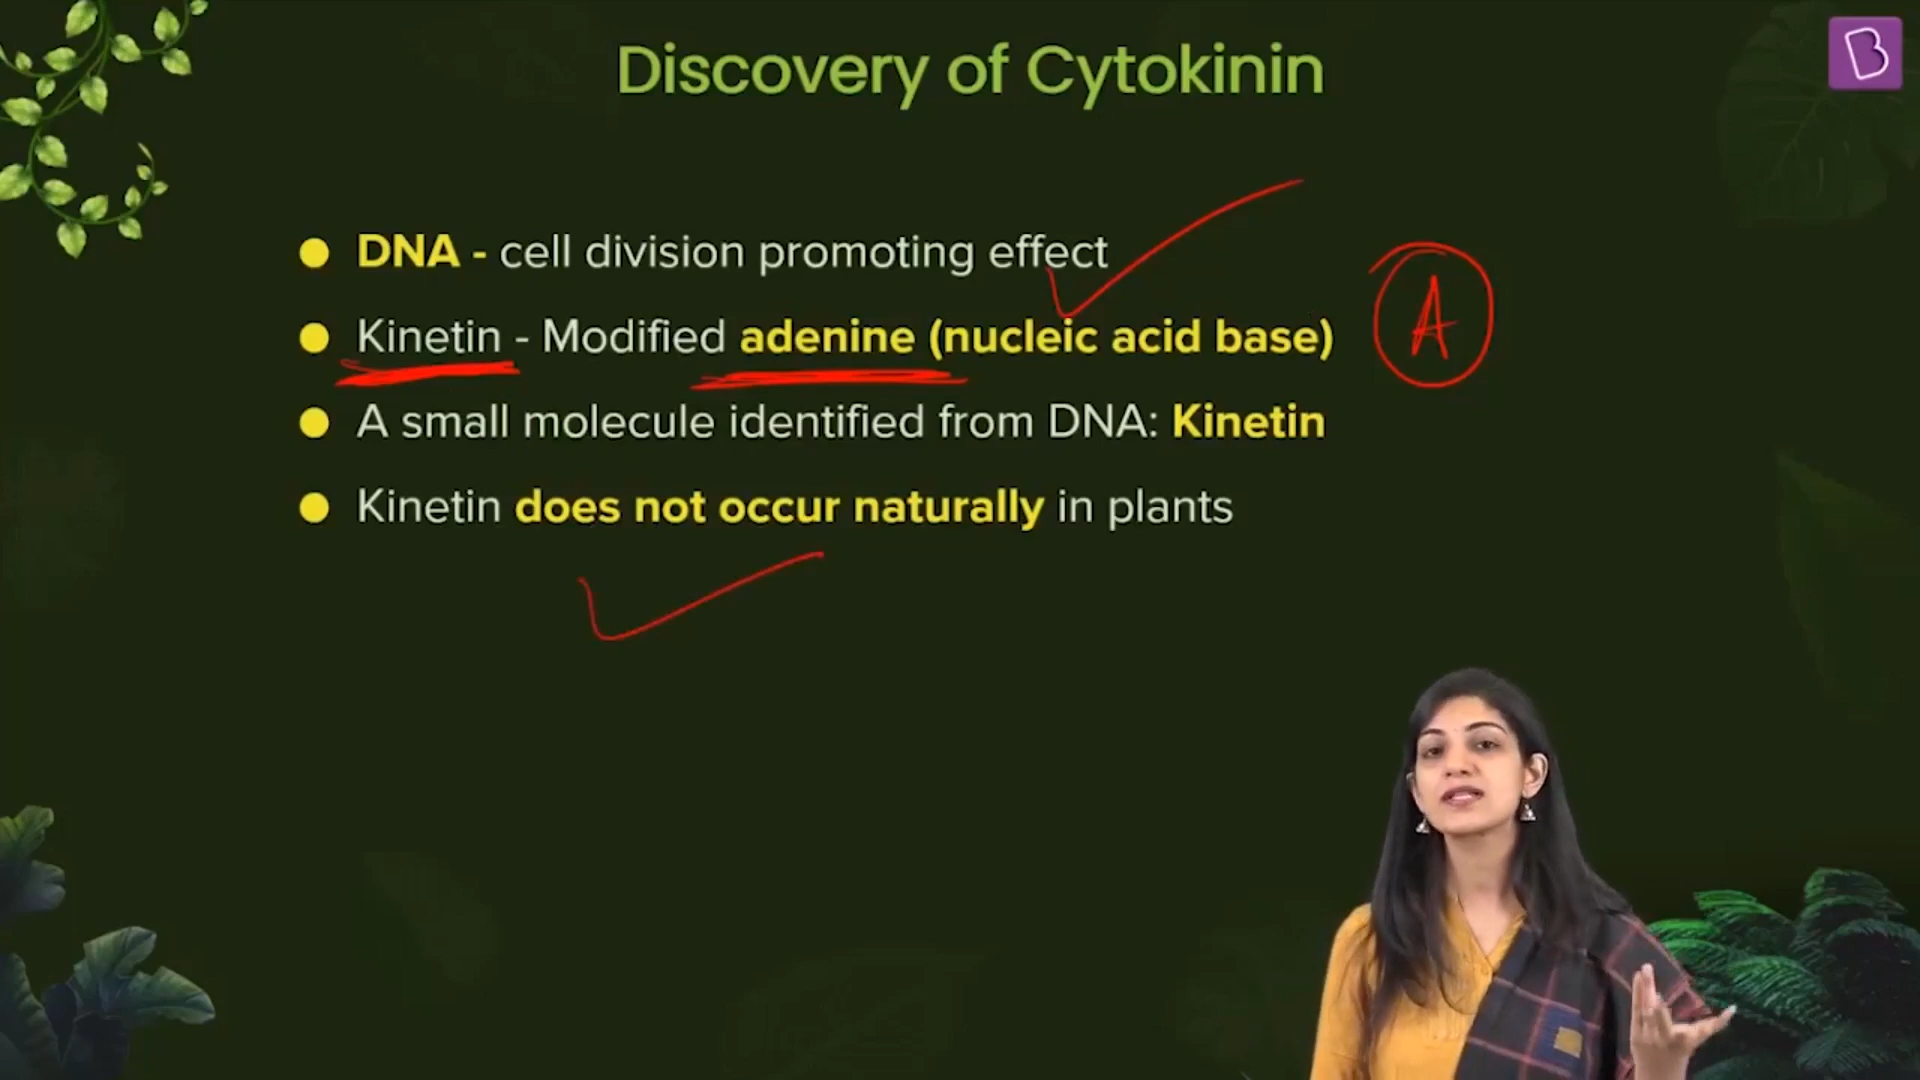 Discovery of Cytokinin
B
DNA - cell division promoting effect
Kinetin - Modified adenine (nucleic acid base)
A
A small molecule identified from DNA: Kinetin
Kinetin does not occur naturally in plants